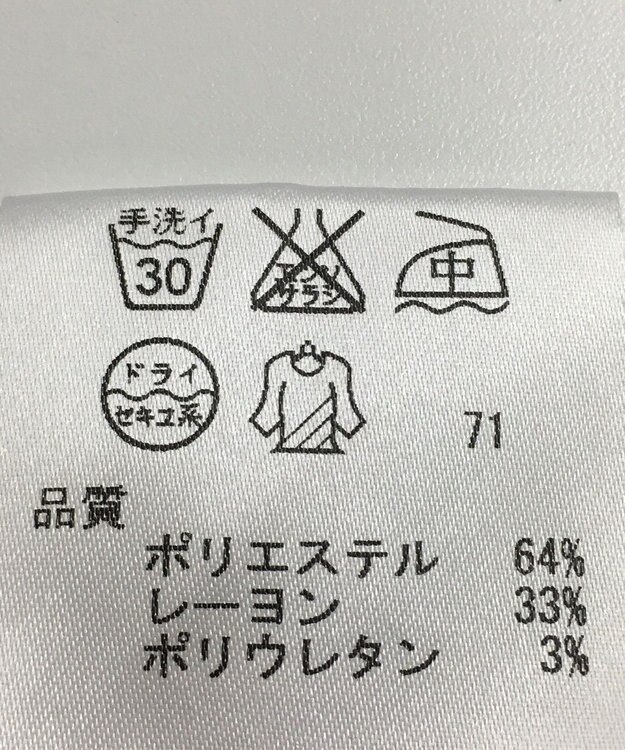 手洗イ
30
エンソ
サラシ
中
ドライ
セキユ系
71
品質
ポリエステル 64%
レーヨン 33%
ポリウレタン 3%